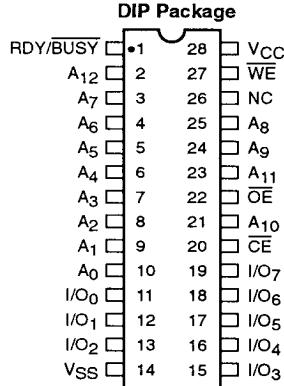 DIP Package
RDY/BUSY 1 28 VCC
A12 2 27 WE
A7 3 26 NC
A6 4 25 A8
A5 5 24 A9
A4 6 23 A11
A3 7 22 OE
A2 8 21 A10
A1 9 20 CE
A0 10 19 I/O7
I/O0 11 18 I/O6
I/O1 12 17 I/O5
I/O2 13 16 I/O4
VSS 14 15 I/O3